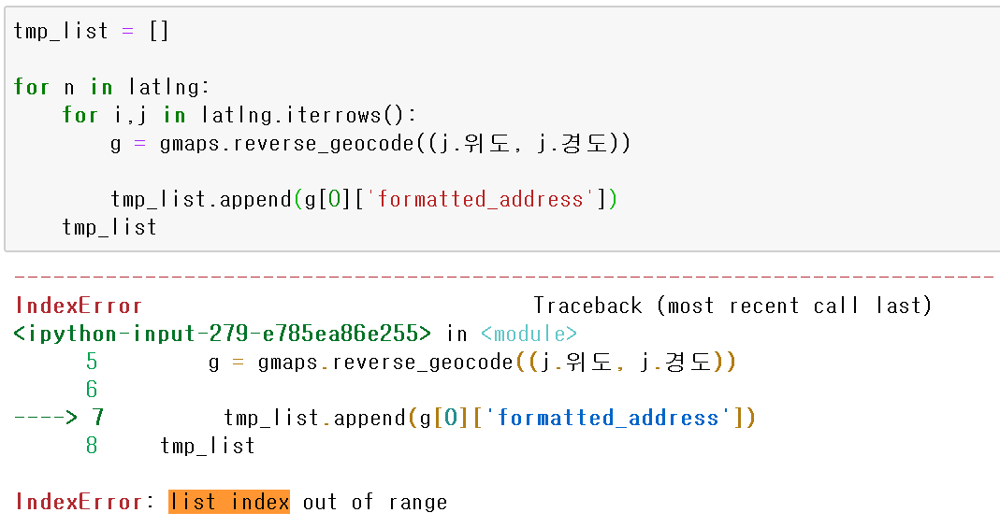 tmp_list = []
for n in latlng:
    for i,j in latlng.iterrows():
        g = gmaps.reverse_geocode((j.위도, j.경도))
        tmp_list.append(g[0]['formatted_address'])
    tmp_list
---------------------------------------------------------------------------
IndexError                                Traceback (most recent call last)
<ipython-input-279-e785ea86e255> in <module>
      5         g = gmaps.reverse_geocode((j.위도, j.경도))
      6
----> 7         tmp_list.append(g[0]['formatted_address'])
      8     tmp_list
IndexError: list index out of range